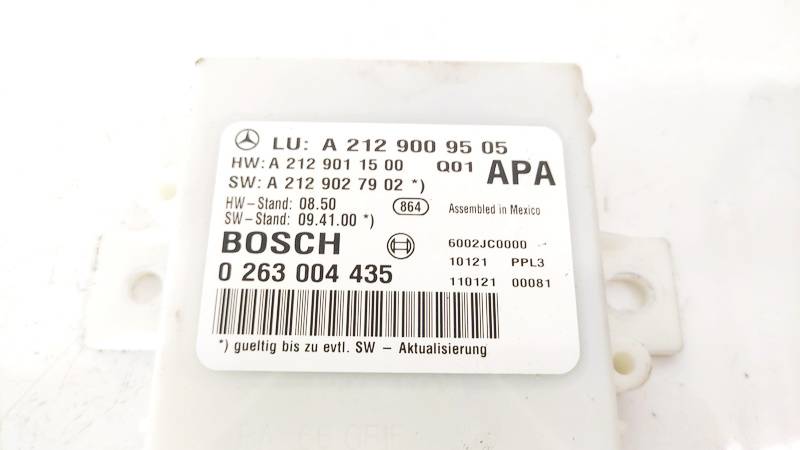 LU: A 212 900 95 05
HW: A 212 901 15 00 Q01 APA
SW: A 212 902 79 02 *)
HW-Stand: 08.50 864 Assembled in Mexico
SW-Stand: 09.41.00 *)
BOSCH 6002JC0000
0 263 004 435 10121 PPL3
110121 00081
*) gueltig bis zu evtl. SW - Aktualisierung